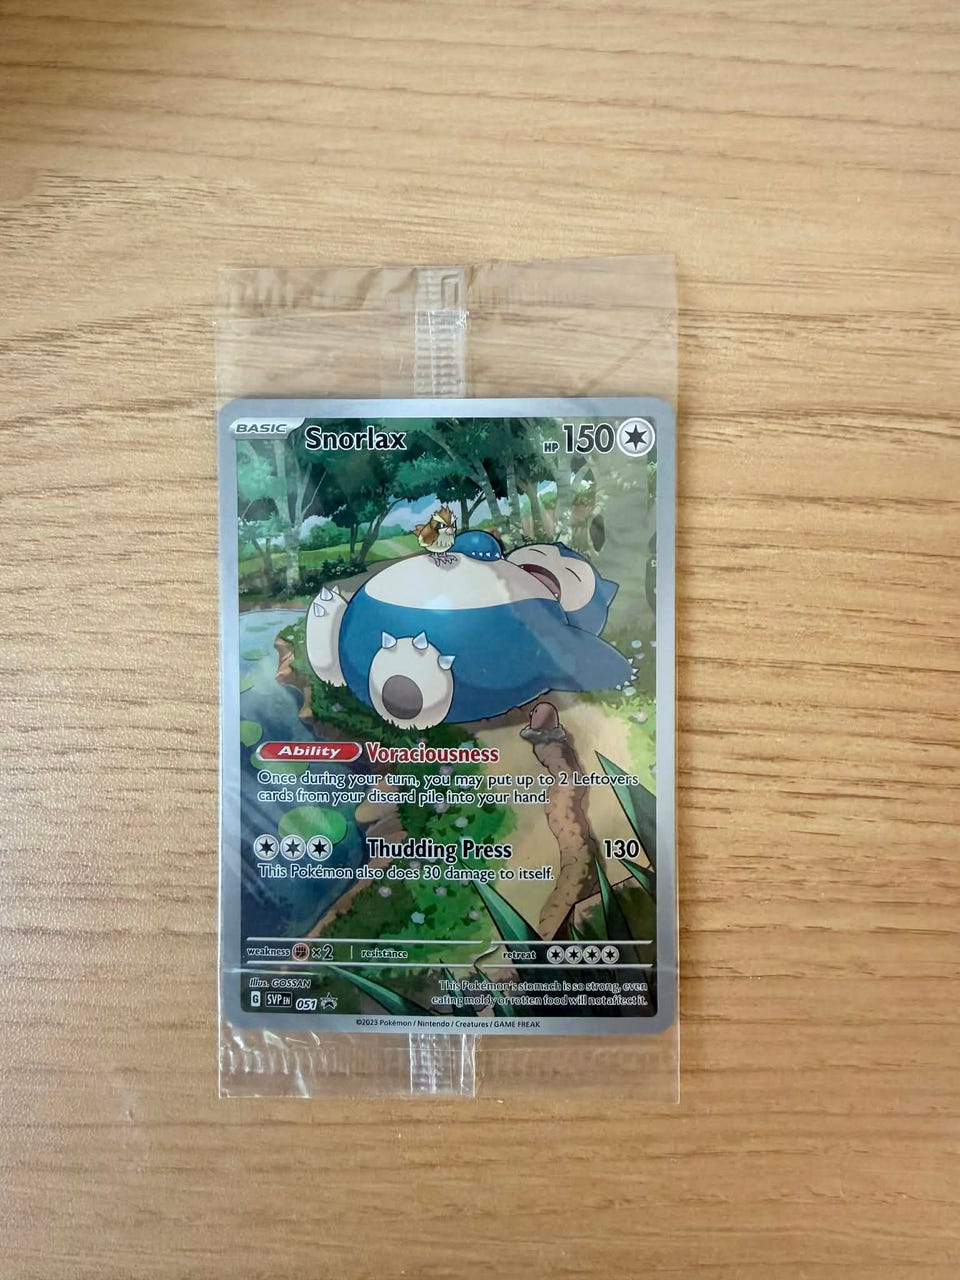 BASIC Snorlax HP 150
Ability Voraciousness
Once during your turn, you may put up to 2 Leftovers
cards from your discard pile into your hand.
Thudding Press 130
This Pokémon also does 30 damage to itself.
weakness ×2 resistance retreat
Illus. GOSSAN
This Pokémon's stomach is so strong, even
eating moldy or rotten food will not affect it.
G SVP EN 051
©2023 Pokémon / Nintendo / Creatures / GAME FREAK